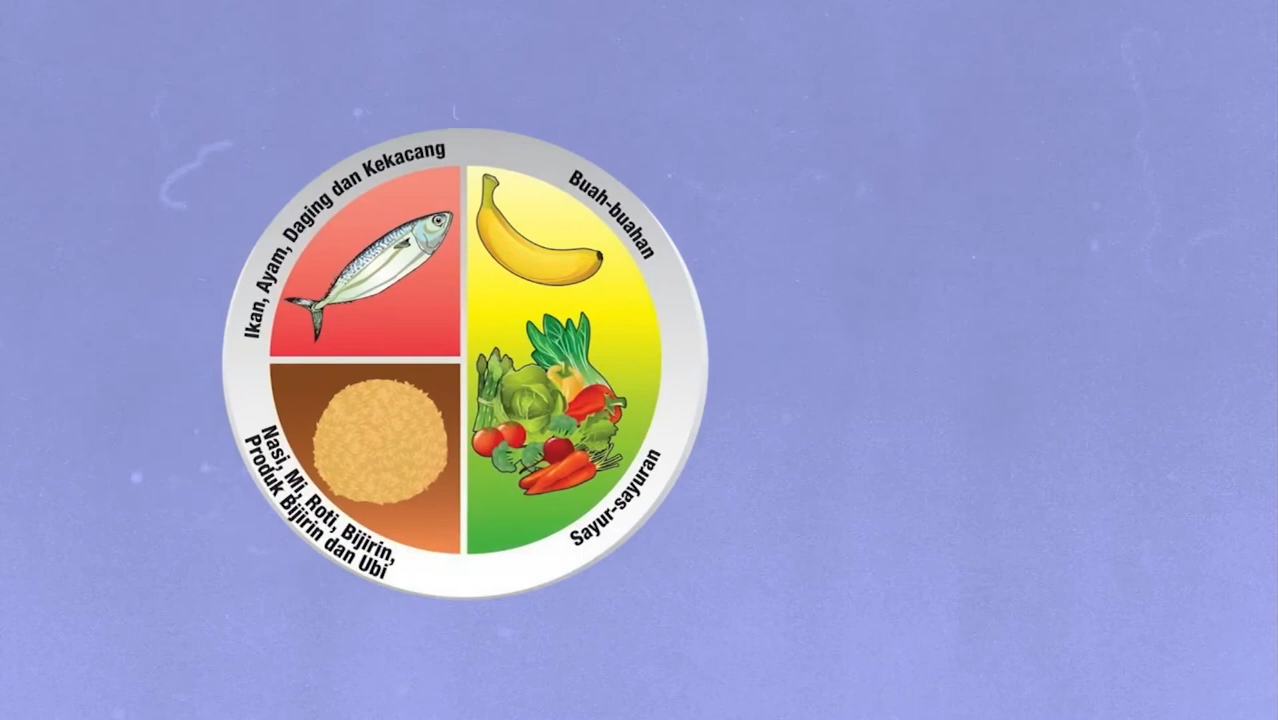 Ikan, Ayam, Daging dan Kekacang
Buah-buahan
Nasi, Mi, Roti, Bijirin,
Produk Bijirin dan Ubi
Sayur-sayuran